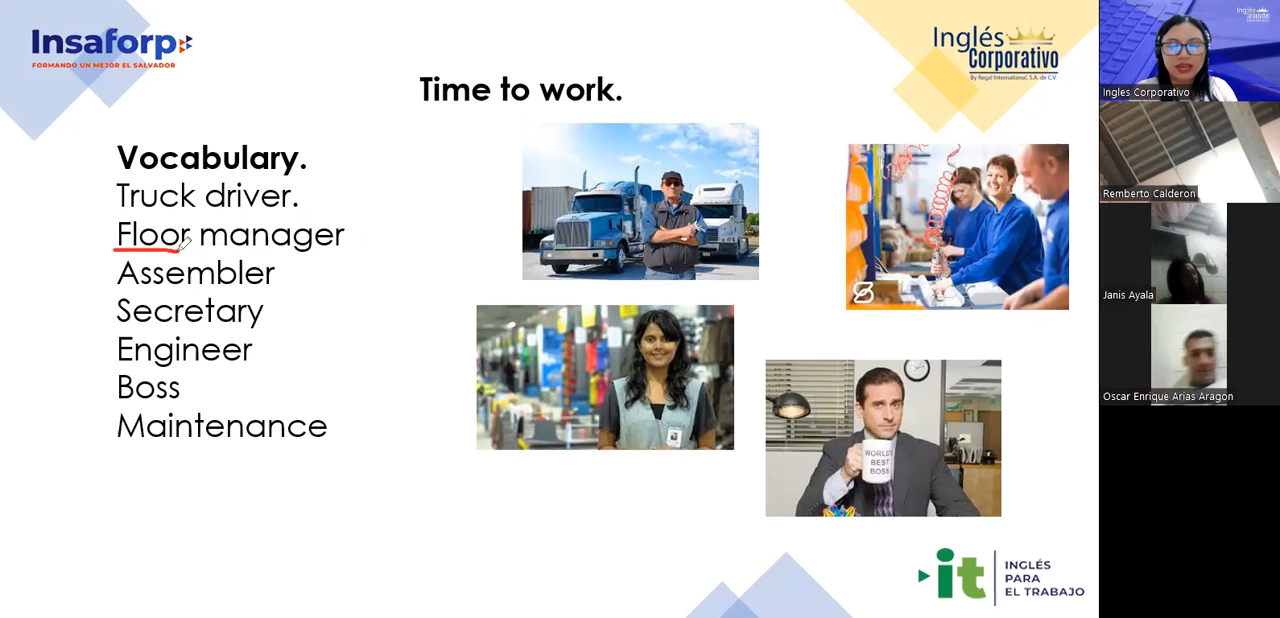 Insaforp
FORMANDO UN MEJOR EL SALVADOR
Inglés
Corporativo
By Regal International, S.A. de C.V.
Time to work.
Vocabulary.
Truck driver.
Floor manager
Assembler
Secretary
Engineer
Boss
Maintenance
WORLD'S
BEST
BOSS
it
INGLÉS
PARA
EL TRABAJO
Ingles Corporativo
Remberto Calderon
Janis Ayala
Oscar Enrique Arias Aragon